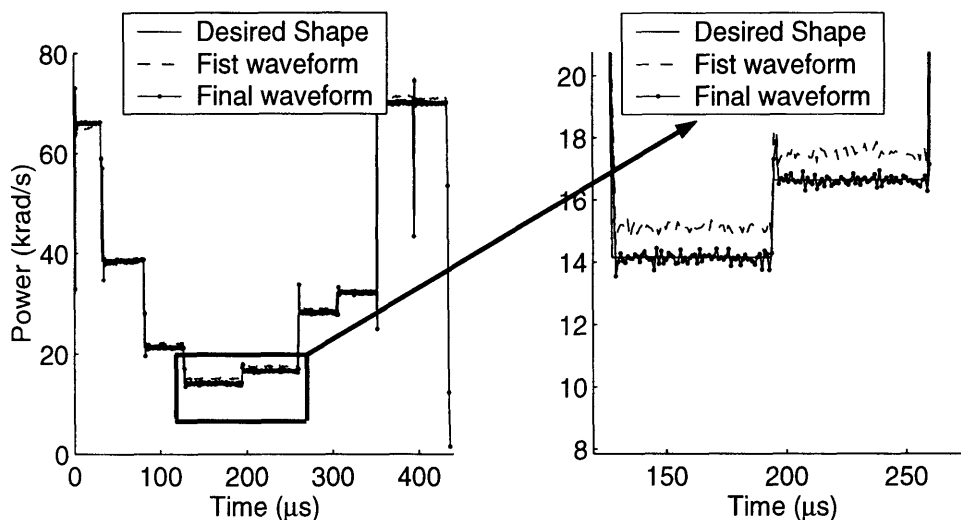 Desired Shape
Fist waveform
Final waveform
80
60
40
20
0
Power (krad/s)
0 100 200 300 400
Time (μs)
Desired Shape
Fist waveform
Final waveform
20
18
16
14
12
10
8
150 200 250
Time (μs)